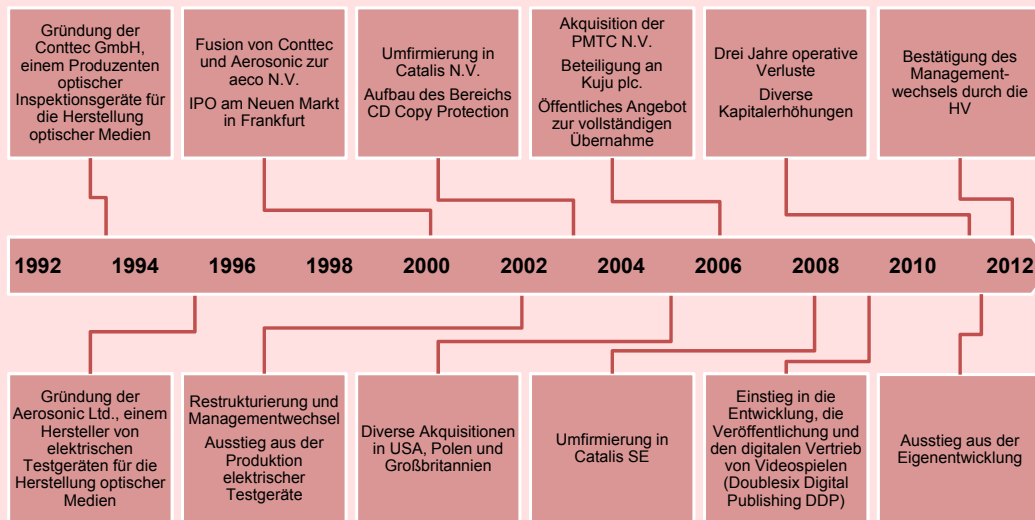 Gründung der
Conttec GmbH,
einem Produzenten
optischer
Inspektionsgeräte für
die Herstellung
optischer Medien
Fusion von Conttec
und Aerosonic zur
aeco N.V.
IPO am Neuen Markt
in Frankfurt
Umfirmierung in
Catalis N.V.
Aufbau des Bereichs
CD Copy Protection
Akquisition der
PMTC N.V.
Beteiligung an
Kuju plc.
Öffentliches Angebot
zur vollständigen
Übernahme
Drei Jahre operative
Verluste
Diverse
Kapitalerhöhungen
Bestätigung des
Management-
wechsels durch die
HV
1992 1994 1996 1998 2000 2002 2004 2006 2008 2010 2012
Gründung der
Aerosonic Ltd., einem
Hersteller von
elektrischen
Testgeräten für die
Herstellung optischer
Medien
Restrukturierung und
Managementwechsel
Ausstieg aus der
Produktion
elektrischer
Testgeräte
Diverse Akquisitionen
in USA, Polen und
Großbritannien
Umfirmierung in
Catalis SE
Einstieg in die
Entwicklung, die
Veröffentlichung und
den digitalen Vertrieb
von Videospielen
(Doublesix Digital
Publishing DDP)
Ausstieg aus der
Eigenentwicklung